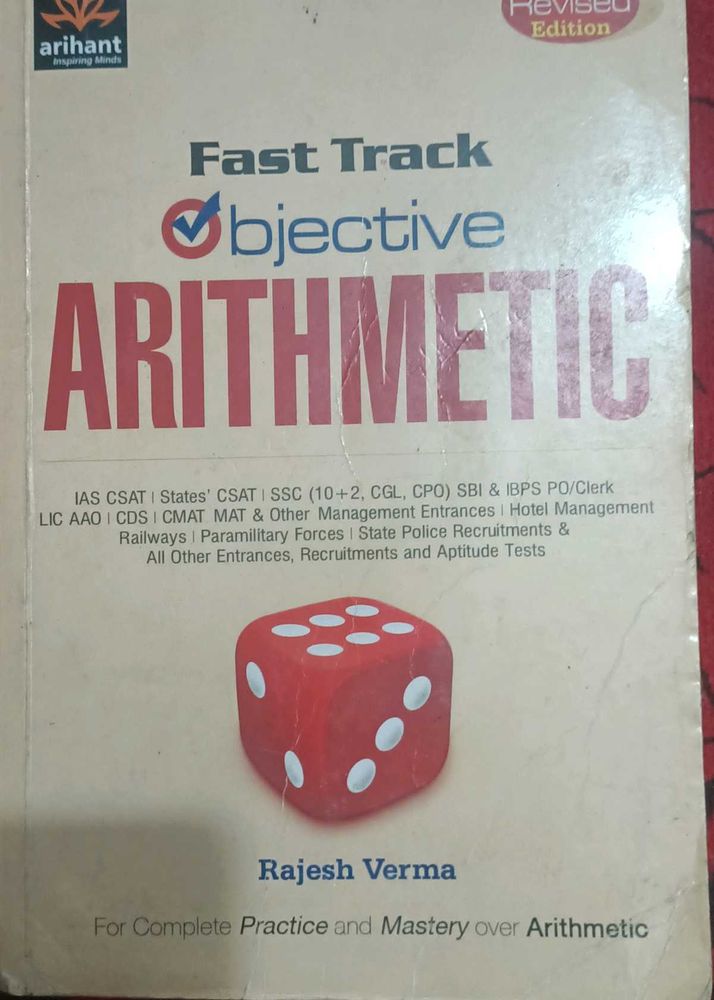 arihant
Inspiring Minds
Revised
Edition
Fast Track
Objective
ARITHMETIC
IAS CSAT | States' CSAT | SSC (10+2, CGL, CPO) SBI & IBPS PO/Clerk
LIC AAO | CDS | CMAT MAT & Other Management Entrances | Hotel Management
Railways | Paramilitary Forces | State Police Recruitments &
All Other Entrances, Recruitments and Aptitude Tests
Rajesh Verma
For Complete Practice and Mastery over Arithmetic